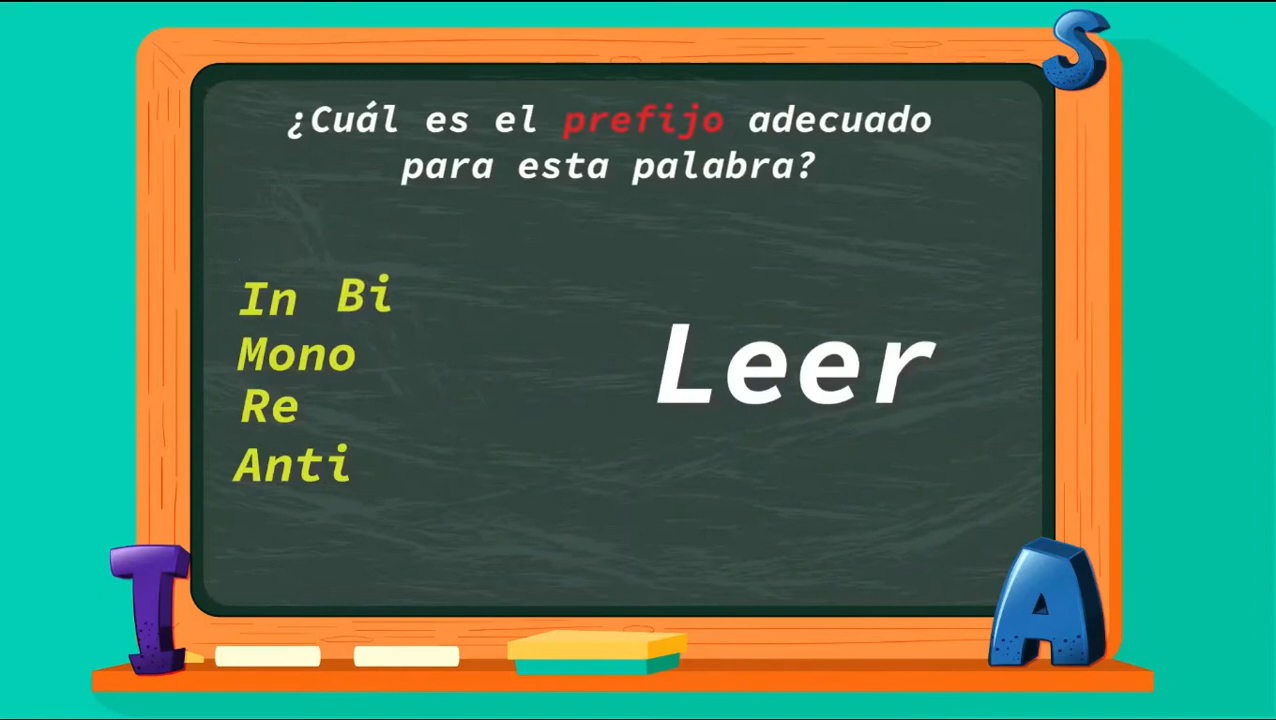 ¿Cuál es el prefijo adecuado
para esta palabra?
In Bi
Mono
Re
Anti
Leer
S
I
A